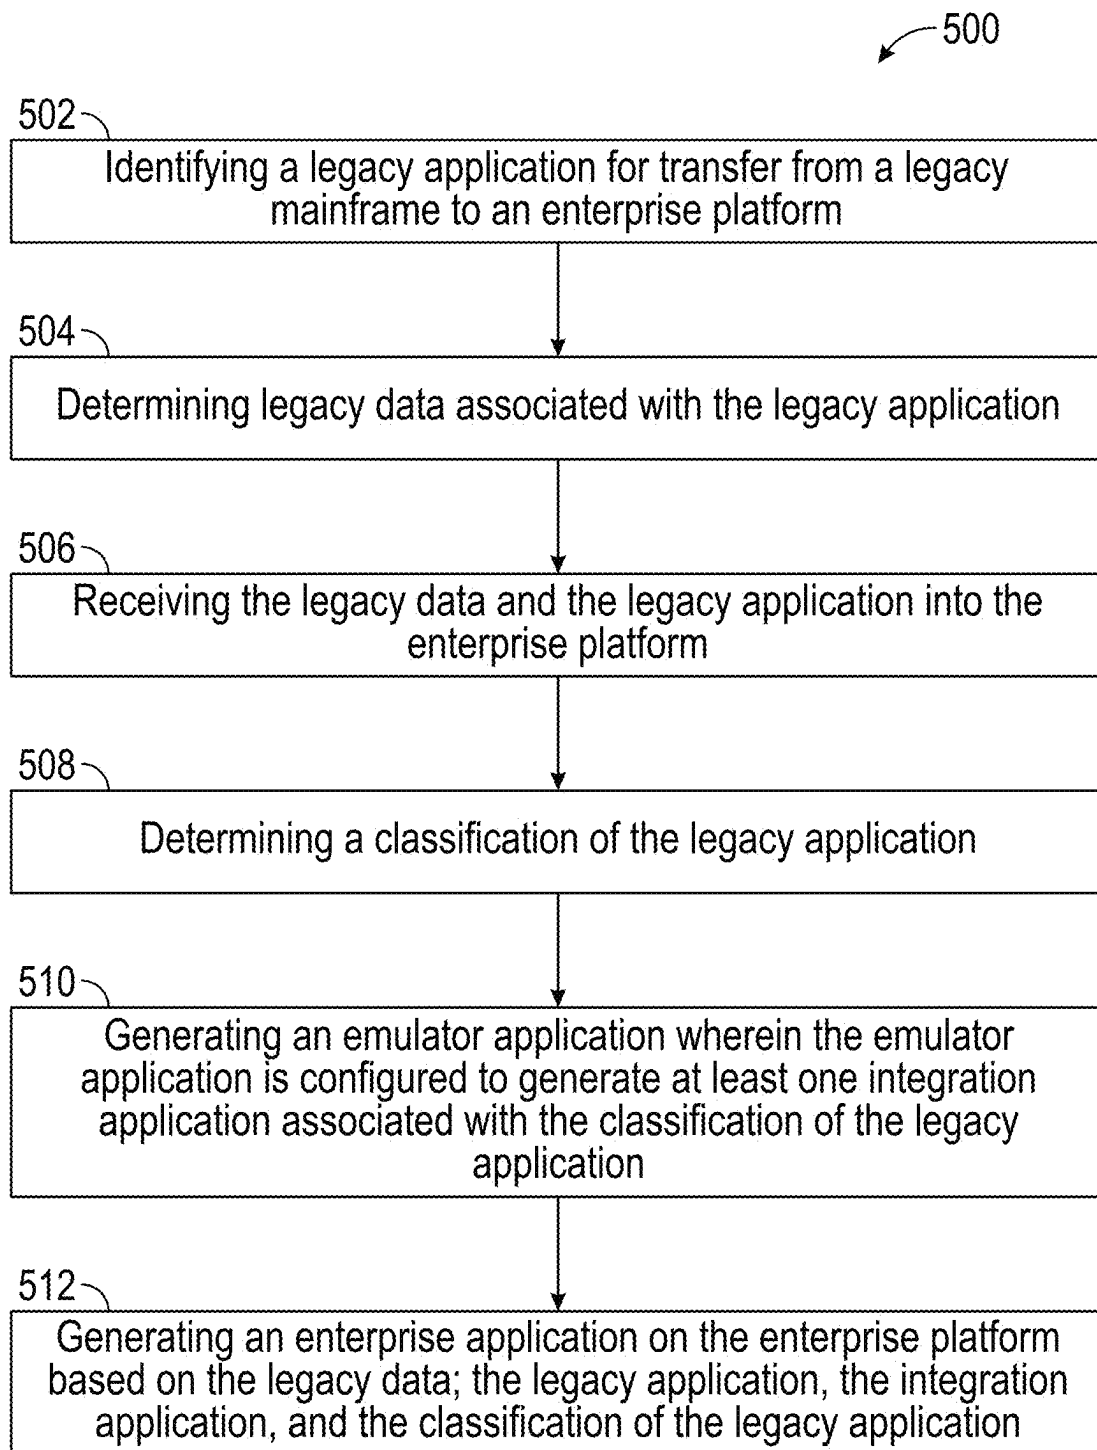 500
502
Identifying a legacy application for transfer from a legacy
mainframe to an enterprise platform
504
Determining legacy data associated with the legacy application
506
Receiving the legacy data and the legacy application into the
enterprise platform
508
Determining a classification of the legacy application
510
Generating an emulator application wherein the emulator
application is configured to generate at least one integration
application associated with the classification of the legacy
application
512
Generating an enterprise application on the enterprise platform
based on the legacy data; the legacy application, the integration
application, and the classification of the legacy application